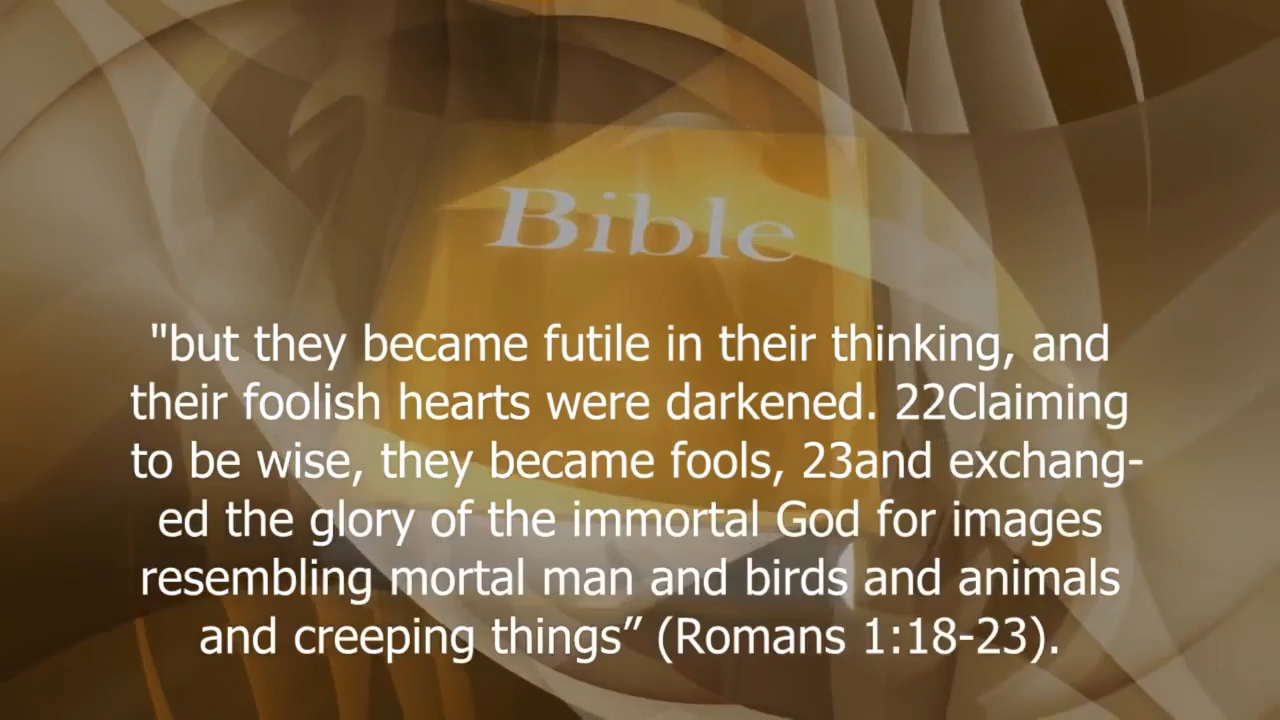 Bible
"but they became futile in their thinking, and
their foolish hearts were darkened. 22Claiming
to be wise, they became fools, 23and exchang-
ed the glory of the immortal God for images
resembling mortal man and birds and animals
and creeping things” (Romans 1:18-23).